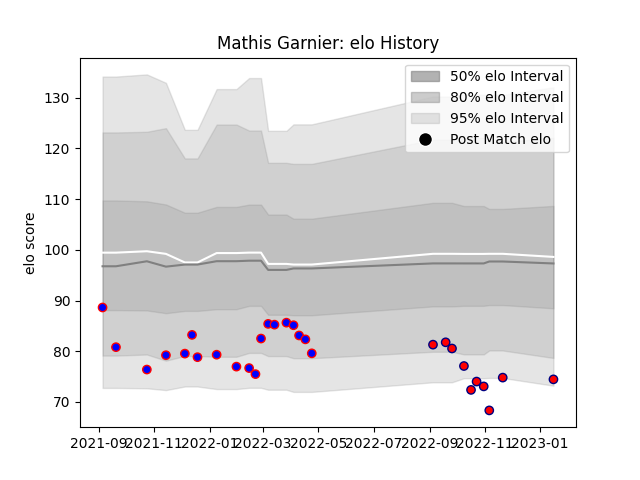 Mathis Garnier: elo History
50% elo Interval
80% elo Interval
95% elo Interval
Post Match elo
elo score
130
120
110
100
90
80
70
2021-09 2021-11 2022-01 2022-03 2022-05 2022-07 2022-09 2022-11 2023-01